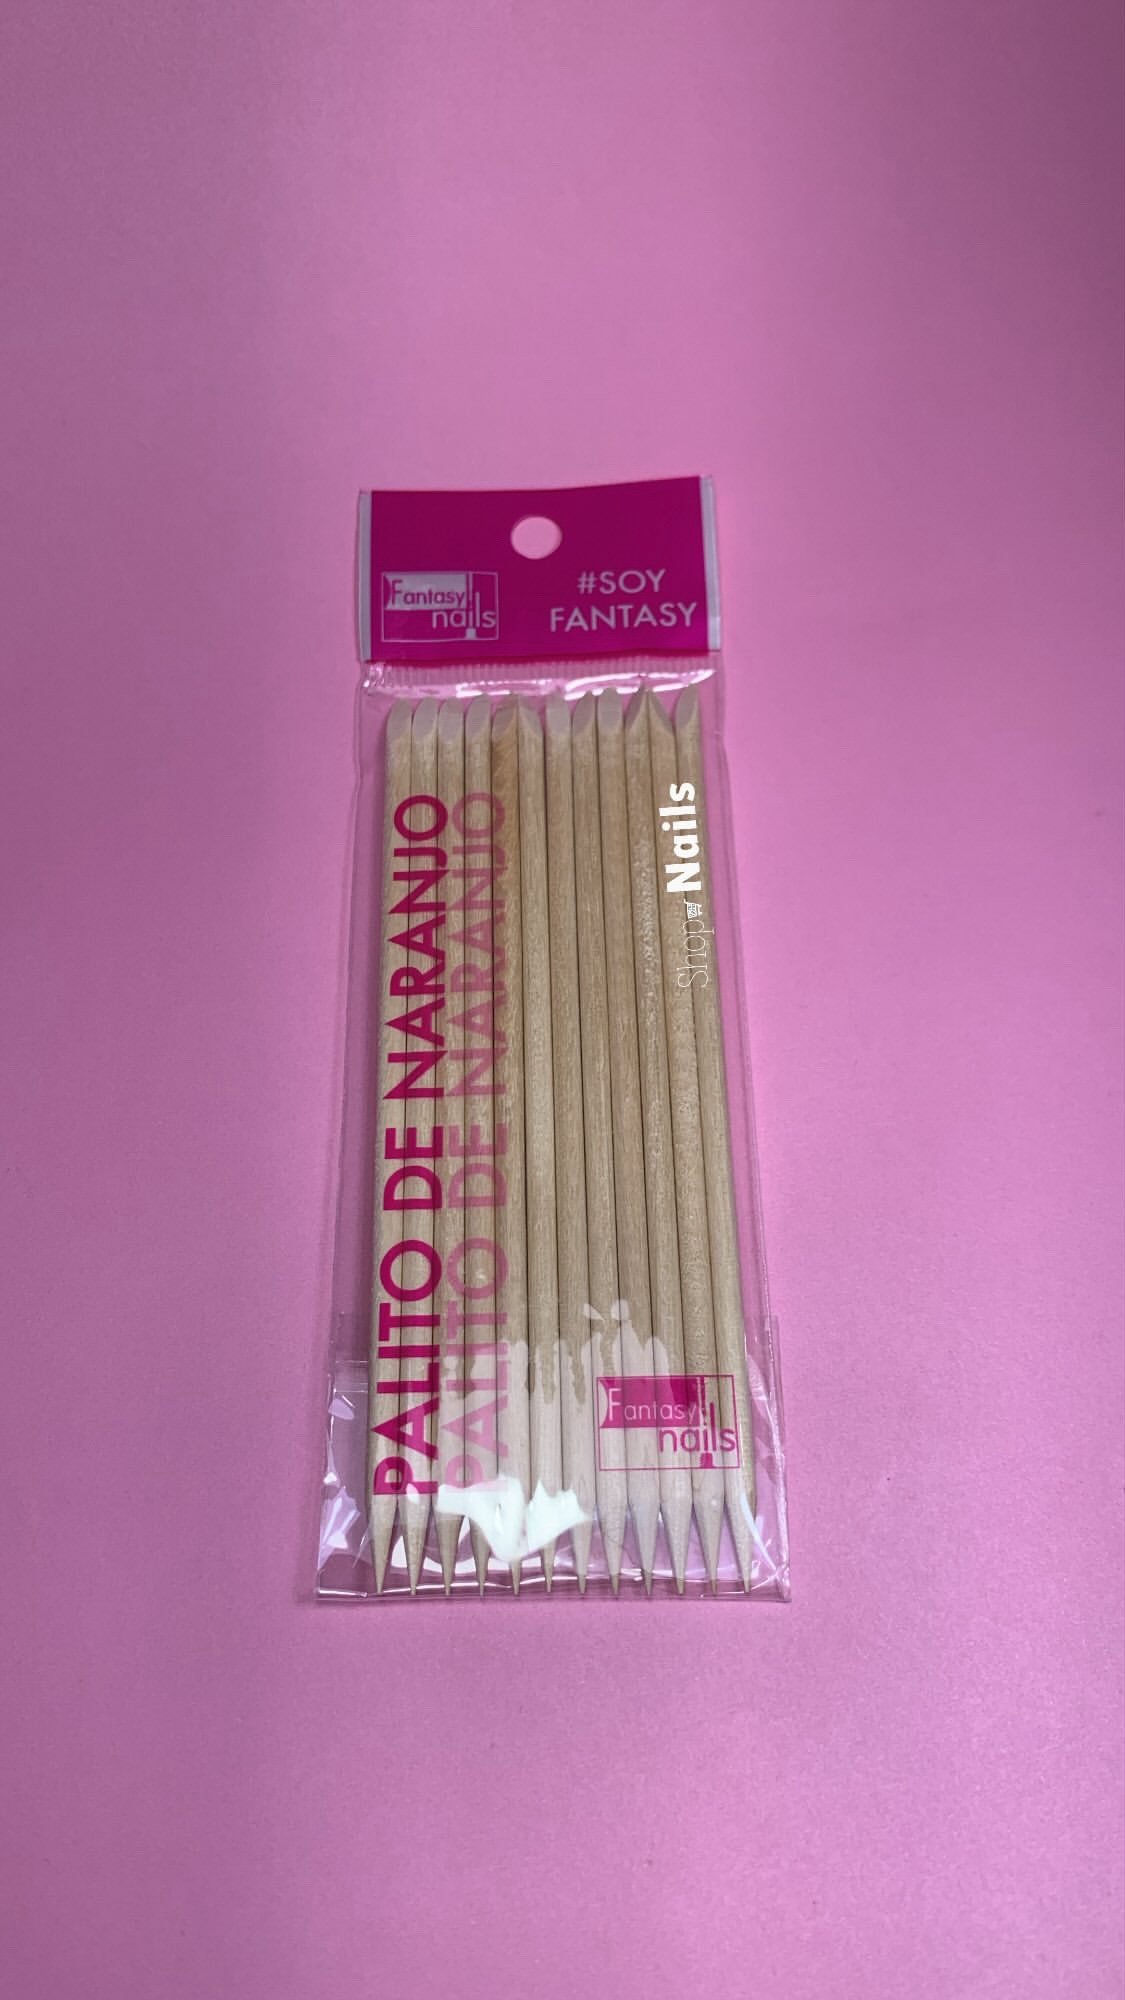 Fantasy
nails
#SOY
FANTASY
PALITO DE NARANJO
PALITO DE NARANJO
Shop Nails
Fantasy
nails